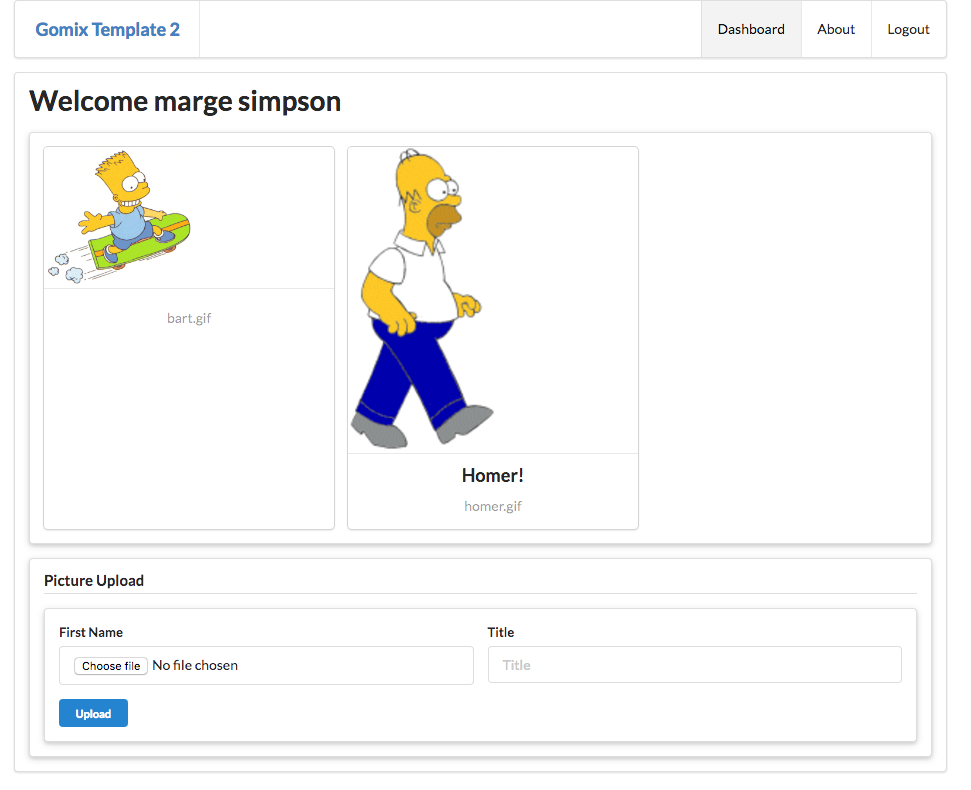 Gomix Template 2
Dashboard
About
Logout
Welcome marge simpson
bart.gif
Homer!
homer.gif
Picture Upload
First Name
Title
Choose file No file chosen
Title
Upload